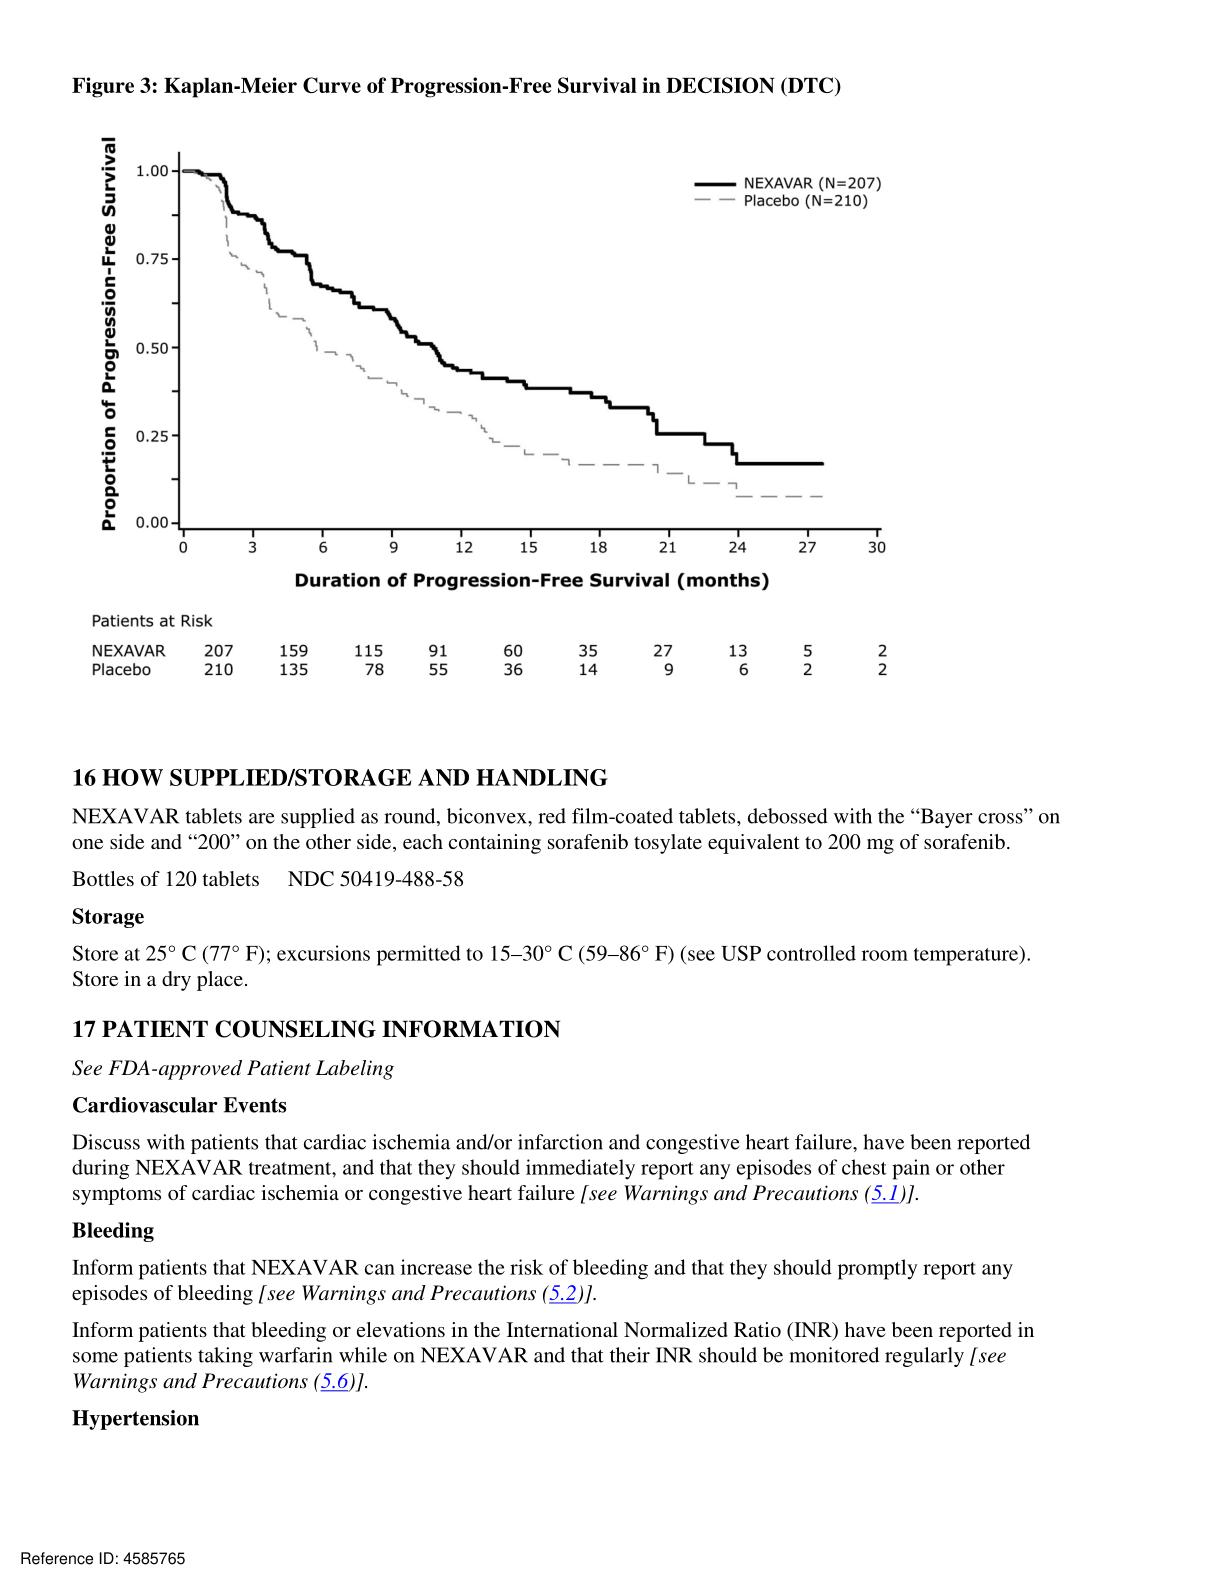 Figure 3: Kaplan-Meier Curve of Progression-Free Survival in DECISION (DTC)
Proportion of Progression-Free Survival
1.00
0.75
0.50
0.25
0.00
NEXAVAR (N=207)
Placebo (N=210)
0 3 6 9 12 15 18 21 24 27 30
Duration of Progression-Free Survival (months)
Patients at Risk
NEXAVAR 207 159 115 91 60 35 27 13 5 2
Placebo 210 135 78 55 36 14 9 6 2 2
16 HOW SUPPLIED/STORAGE AND HANDLING
NEXAVAR tablets are supplied as round, biconvex, red film-coated tablets, debossed with the “Bayer cross” on
one side and “200” on the other side, each containing sorafenib tosylate equivalent to 200 mg of sorafenib.
Bottles of 120 tablets NDC 50419-488-58
Storage
Store at 25° C (77° F); excursions permitted to 15–30° C (59–86° F) (see USP controlled room temperature).
Store in a dry place.
17 PATIENT COUNSELING INFORMATION
See FDA-approved Patient Labeling
Cardiovascular Events
Discuss with patients that cardiac ischemia and/or infarction and congestive heart failure, have been reported
during NEXAVAR treatment, and that they should immediately report any episodes of chest pain or other
symptoms of cardiac ischemia or congestive heart failure [see Warnings and Precautions (5.1)].
Bleeding
Inform patients that NEXAVAR can increase the risk of bleeding and that they should promptly report any
episodes of bleeding [see Warnings and Precautions (5.2)].
Inform patients that bleeding or elevations in the International Normalized Ratio (INR) have been reported in
some patients taking warfarin while on NEXAVAR and that their INR should be monitored regularly [see
Warnings and Precautions (5.6)].
Hypertension
Reference ID: 4585765